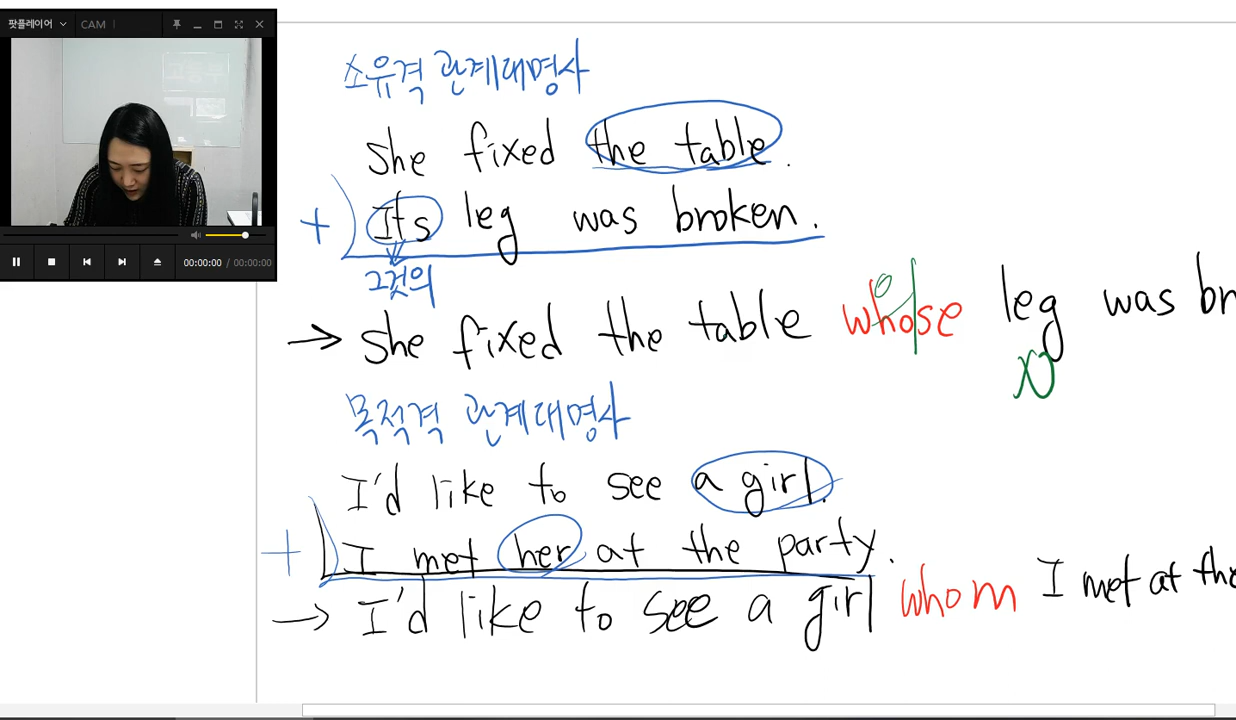 팟플레이어 CAM
00:00:00 / 00:00:00
소유격 관계대명사
She fixed the table.
+ Its leg was broken.
그것의
→ She fixed the table whose leg was br
목적격 관계대명사
I'd like to see a girl.
+ I met her at the party.
→ I'd like to see a girl whom I met at the